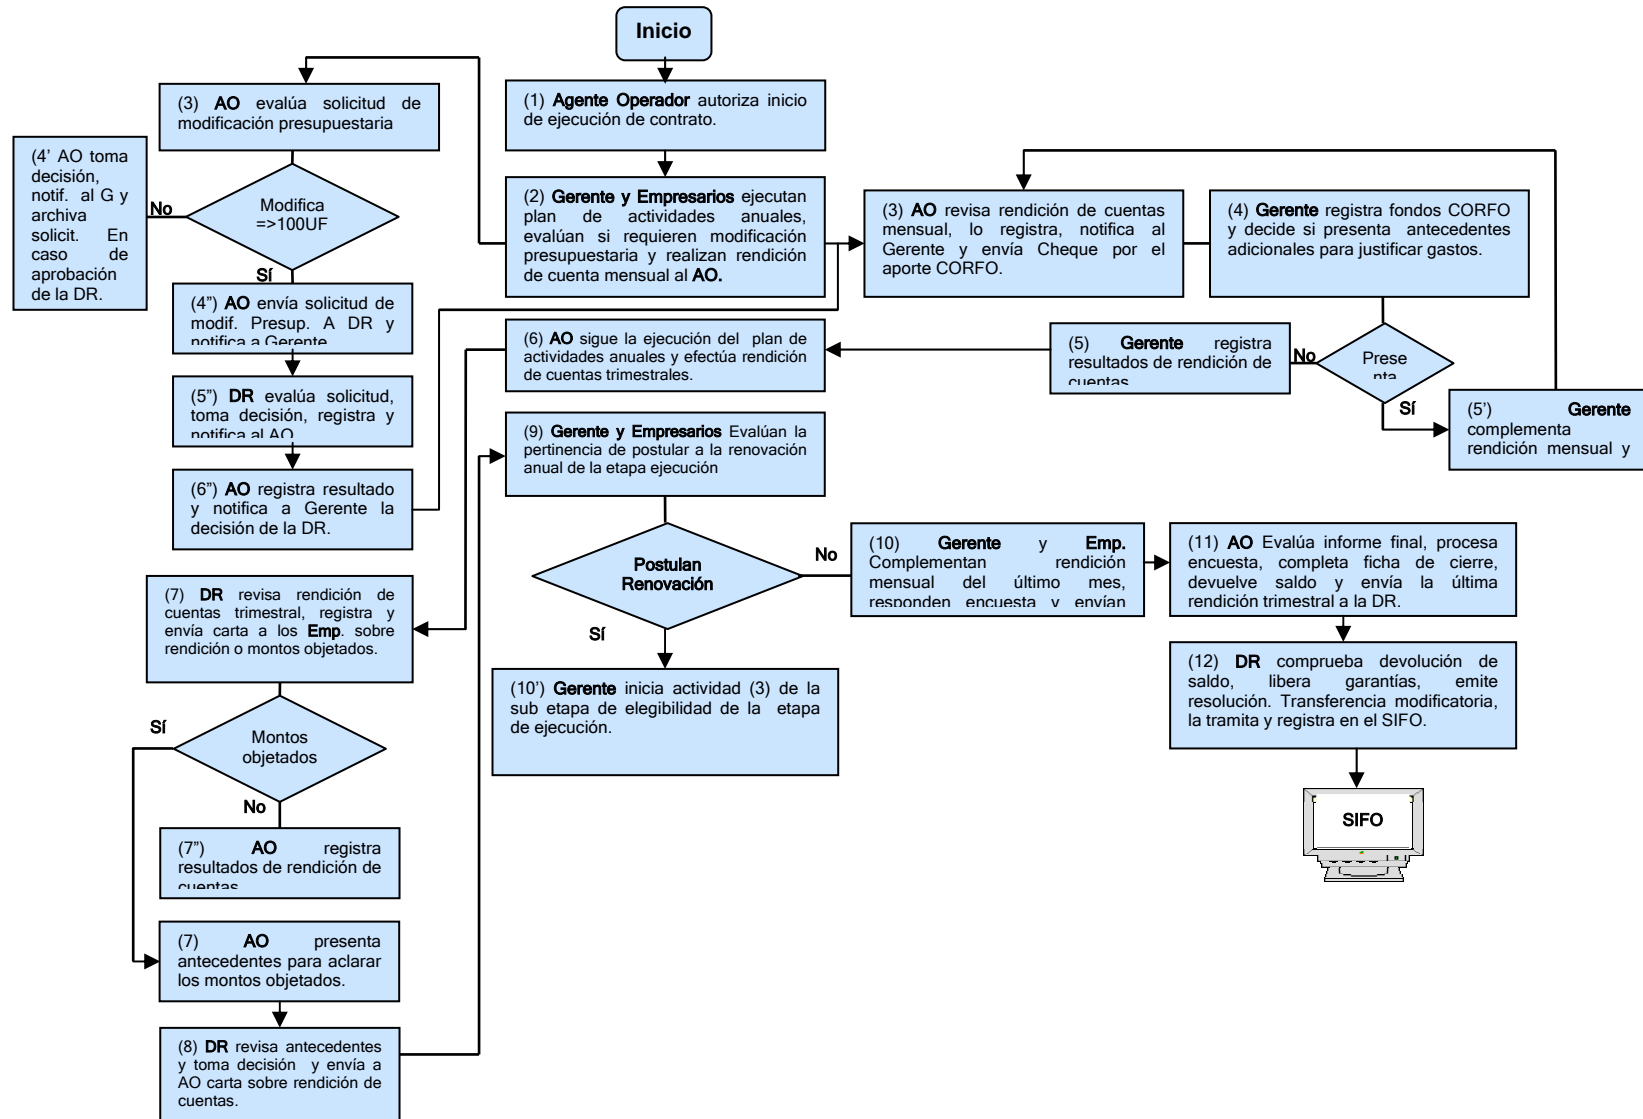 Inicio
(1) Agente Operador autoriza inicio
de ejecución de contrato.
(3) AO evalúa solicitud de
modificación presupuestaria
(4' AO toma
decisión,
notif. al G y
archiva
solicit. En
caso de
aprobación
de la DR.
No
Modifica
=>100UF
Sí
(2) Gerente y Empresarios ejecutan
plan de actividades anuales,
evalúan si requieren modificación
presupuestaria y realizan rendición
de cuenta mensual al AO.
(3) AO revisa rendición de cuentas
mensual, lo registra, notifica al
Gerente y envía Cheque por el
aporte CORFO.
(4) Gerente registra fondos CORFO
y decide si presenta antecedentes
adicionales para justificar gastos.
(4'') AO envía solicitud de
modif. Presup. A DR y
notifica a Gerente
(6) AO sigue la ejecución del plan de
actividades anuales y efectúa rendición
de cuentas trimestrales.
(5) Gerente registra
resultados de rendición de
cuentas
No
Prese
nta
Sí
(5') Gerente
complementa
rendición mensual y
(5'') DR evalúa solicitud,
toma decisión, registra y
notifica al AO
(9) Gerente y Empresarios Evalúan la
pertinencia de postular a la renovación
anual de la etapa ejecución
(6'') AO registra resultado
y notifica a Gerente la
decisión de la DR.
Postulan
Renovación
No
Sí
(10) Gerente y Emp.
Complementan rendición
mensual del último mes,
responden encuesta y envían
(11) AO Evalúa informe final, procesa
encuesta, completa ficha de cierre,
devuelve saldo y envía la última
rendición trimestral a la DR.
(7) DR revisa rendición de
cuentas trimestral, registra y
envía carta a los Emp. sobre
rendición o montos objetados.
(10') Gerente inicia actividad (3) de la
sub etapa de elegibilidad de la etapa
de ejecución.
(12) DR comprueba devolución de
saldo, libera garantías, emite
resolución. Transferencia modificatoria,
la tramita y registra en el SIFO.
Sí
Montos
objetados
No
SIFO
(7'') AO registra
resultados de rendición de
cuentas
(7) AO presenta
antecedentes para aclarar
los montos objetados.
(8) DR revisa antecedentes
y toma decisión y envía a
AO carta sobre rendición de
cuentas.